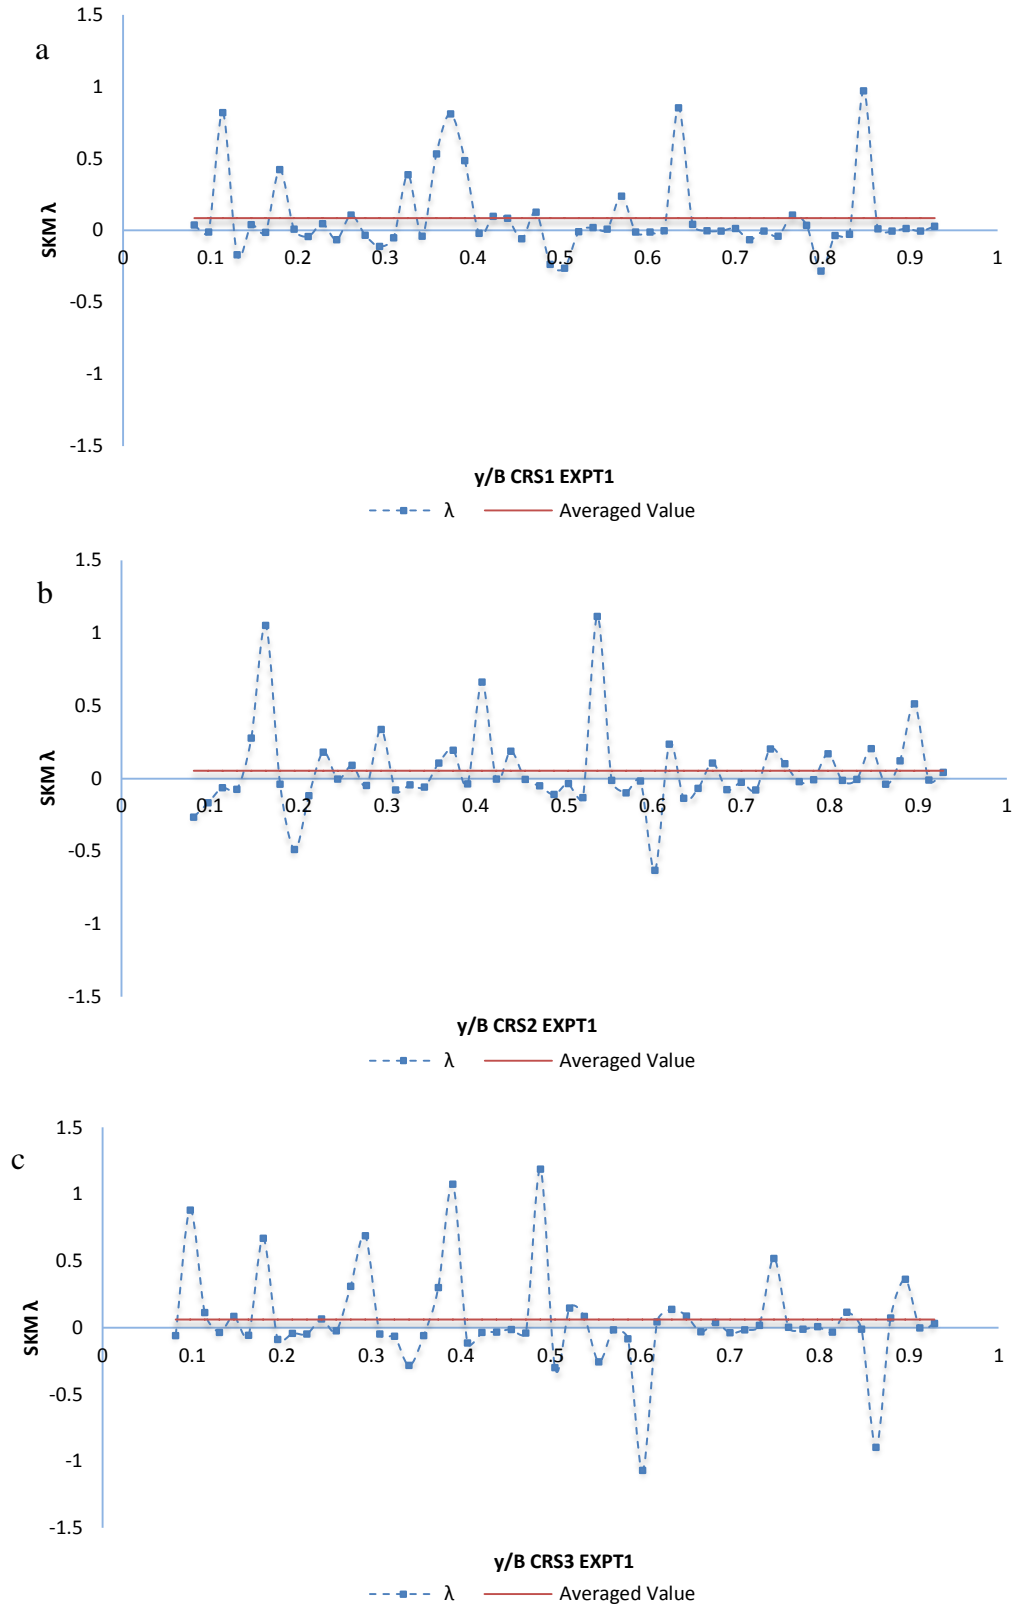 a
1.5
1
0.5
0
-0.5
-1
-1.5
0 0.1 0.2 0.3 0.4 0.5 0.6 0.7 0.8 0.9 1
SKM λ
y/B CRS1 EXPT1
λ Averaged Value
b
1.5
1
0.5
0
-0.5
-1
-1.5
0 0.1 0.2 0.3 0.4 0.5 0.6 0.7 0.8 0.9 1
SKM λ
y/B CRS2 EXPT1
λ Averaged Value
c
1.5
1
0.5
0
-0.5
-1
-1.5
0 0.1 0.2 0.3 0.4 0.5 0.6 0.7 0.8 0.9 1
SKM λ
y/B CRS3 EXPT1
λ Averaged Value